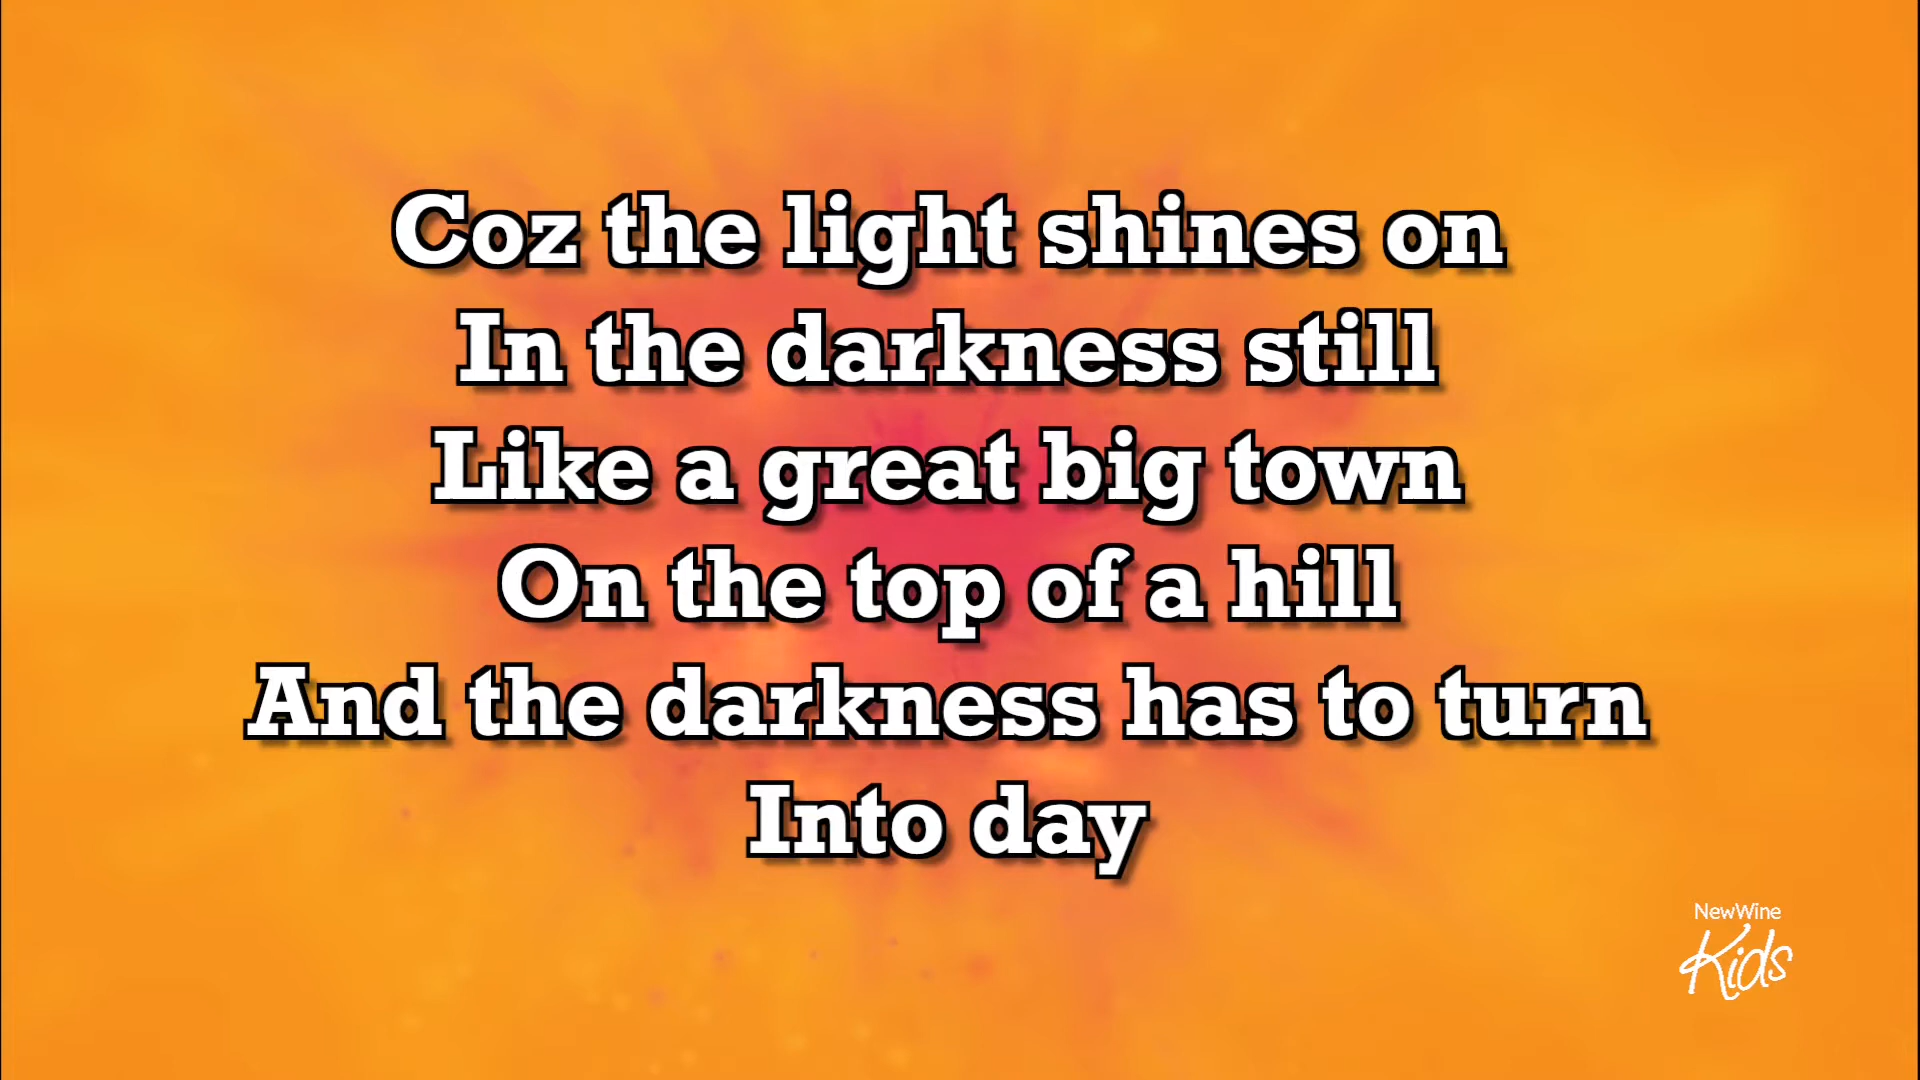 Coz the light shines on
In the darkness still
Like a great big town
On the top of a hill
And the darkness has to turn
Into day
NewWine
Kids